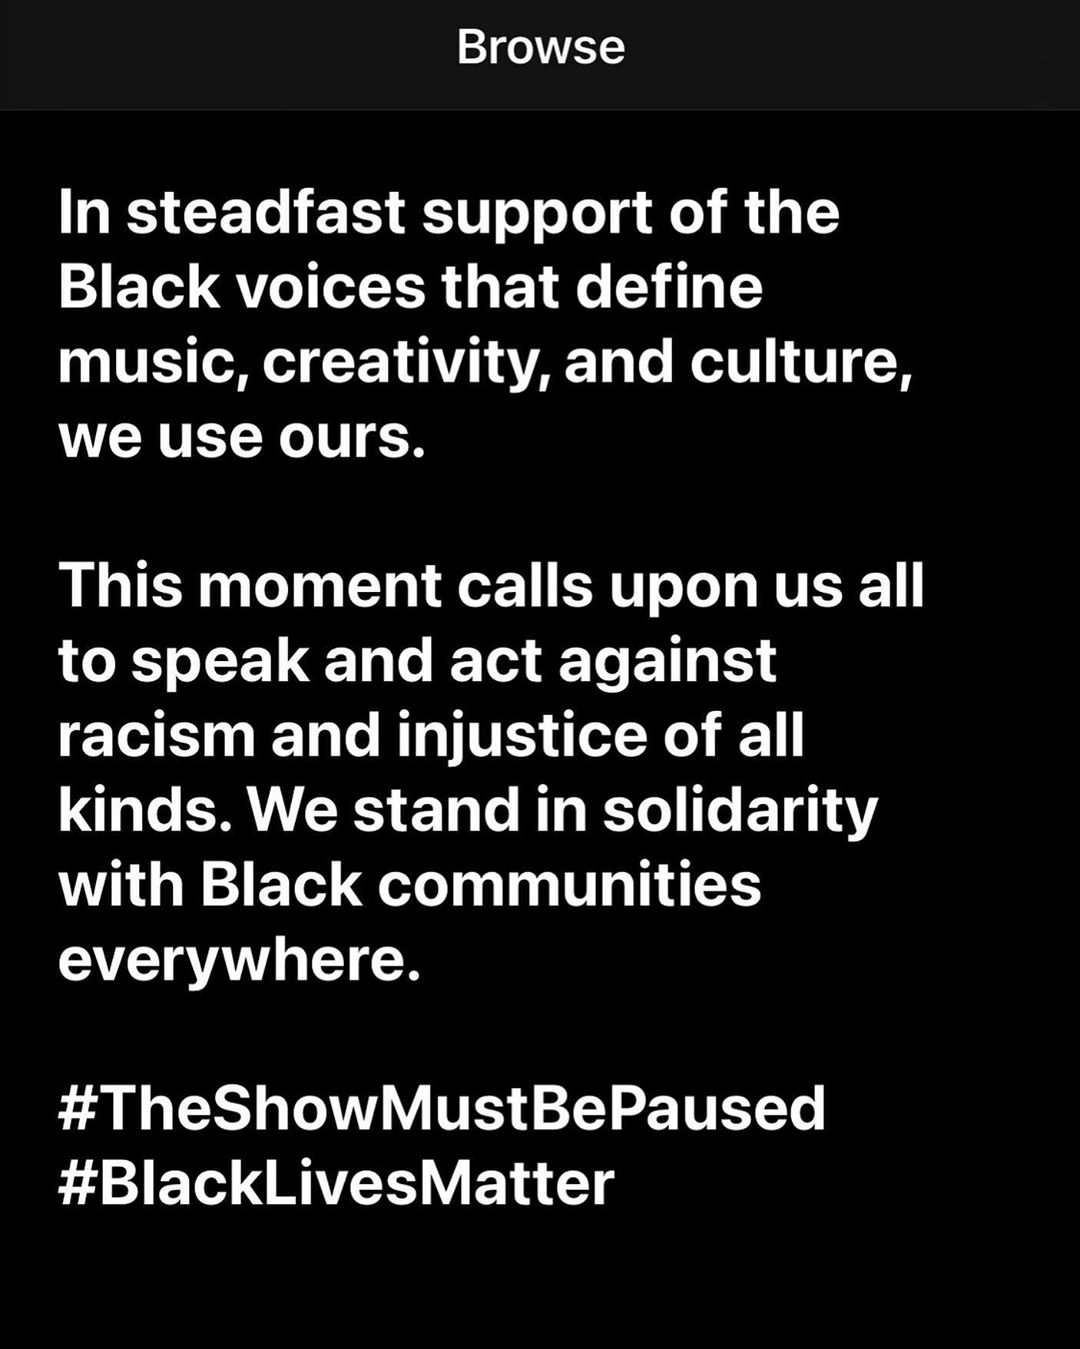 Browse
In steadfast support of the
Black voices that define
music, creativity, and culture,
we use ours.
This moment calls upon us all
to speak and act against
racism and injustice of all
kinds. We stand in solidarity
with Black communities
everywhere.
#TheShowMustBePaused
#BlackLivesMatter